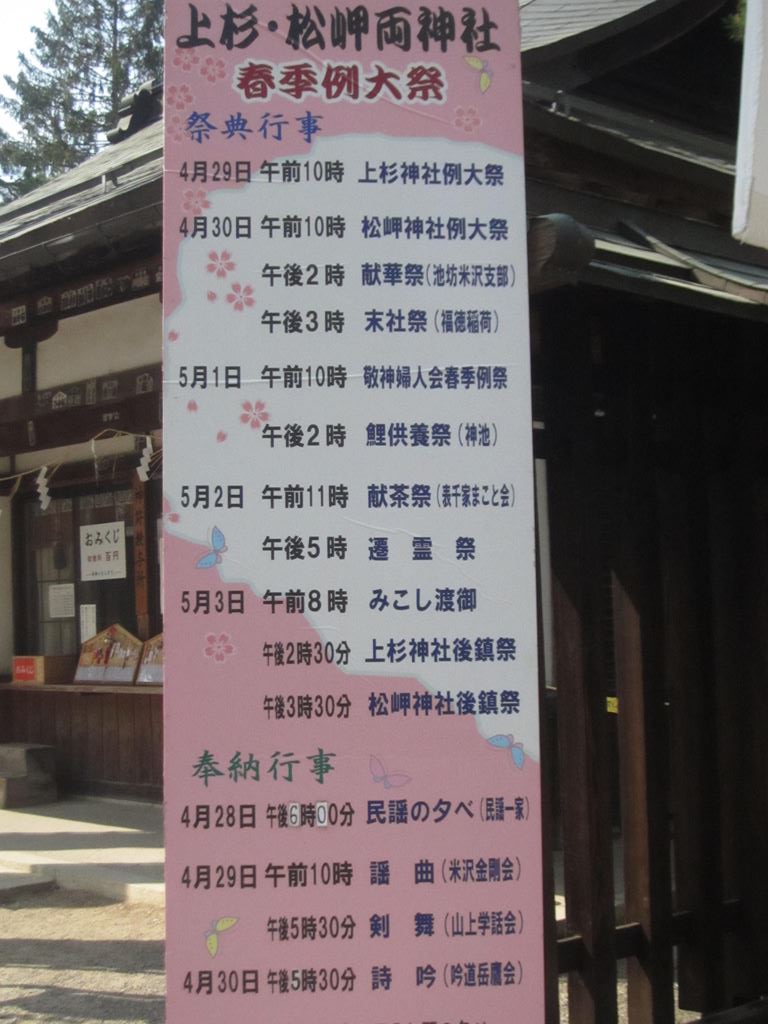 上杉・松岬両神社
春季例大祭
祭典行事
4月29日 午前10時 上杉神社例大祭
4月30日 午前10時 松岬神社例大祭
午後2時 献華祭(池坊米沢支部)
午後3時 末社祭(福徳稲荷)
5月1日 午前10時 敬神婦人会春季例祭
午後2時 鯉供養祭(神池)
5月2日 午前11時 献茶祭(表千家まこと会)
午後5時 遷霊祭
5月3日 午前8時 みこし渡御
午後2時30分 上杉神社後鎮祭
午後3時30分 松岬神社後鎮祭
奉納行事
4月28日 午後6時00分 民謡の夕べ(民謡一家)
4月29日 午前10時 謡曲(米沢金剛会)
午後5時30分 剣舞(山上学話会)
4月30日 午後5時30分 詩吟(吟道岳鷹会)
おみくじ
百円
おみくじ